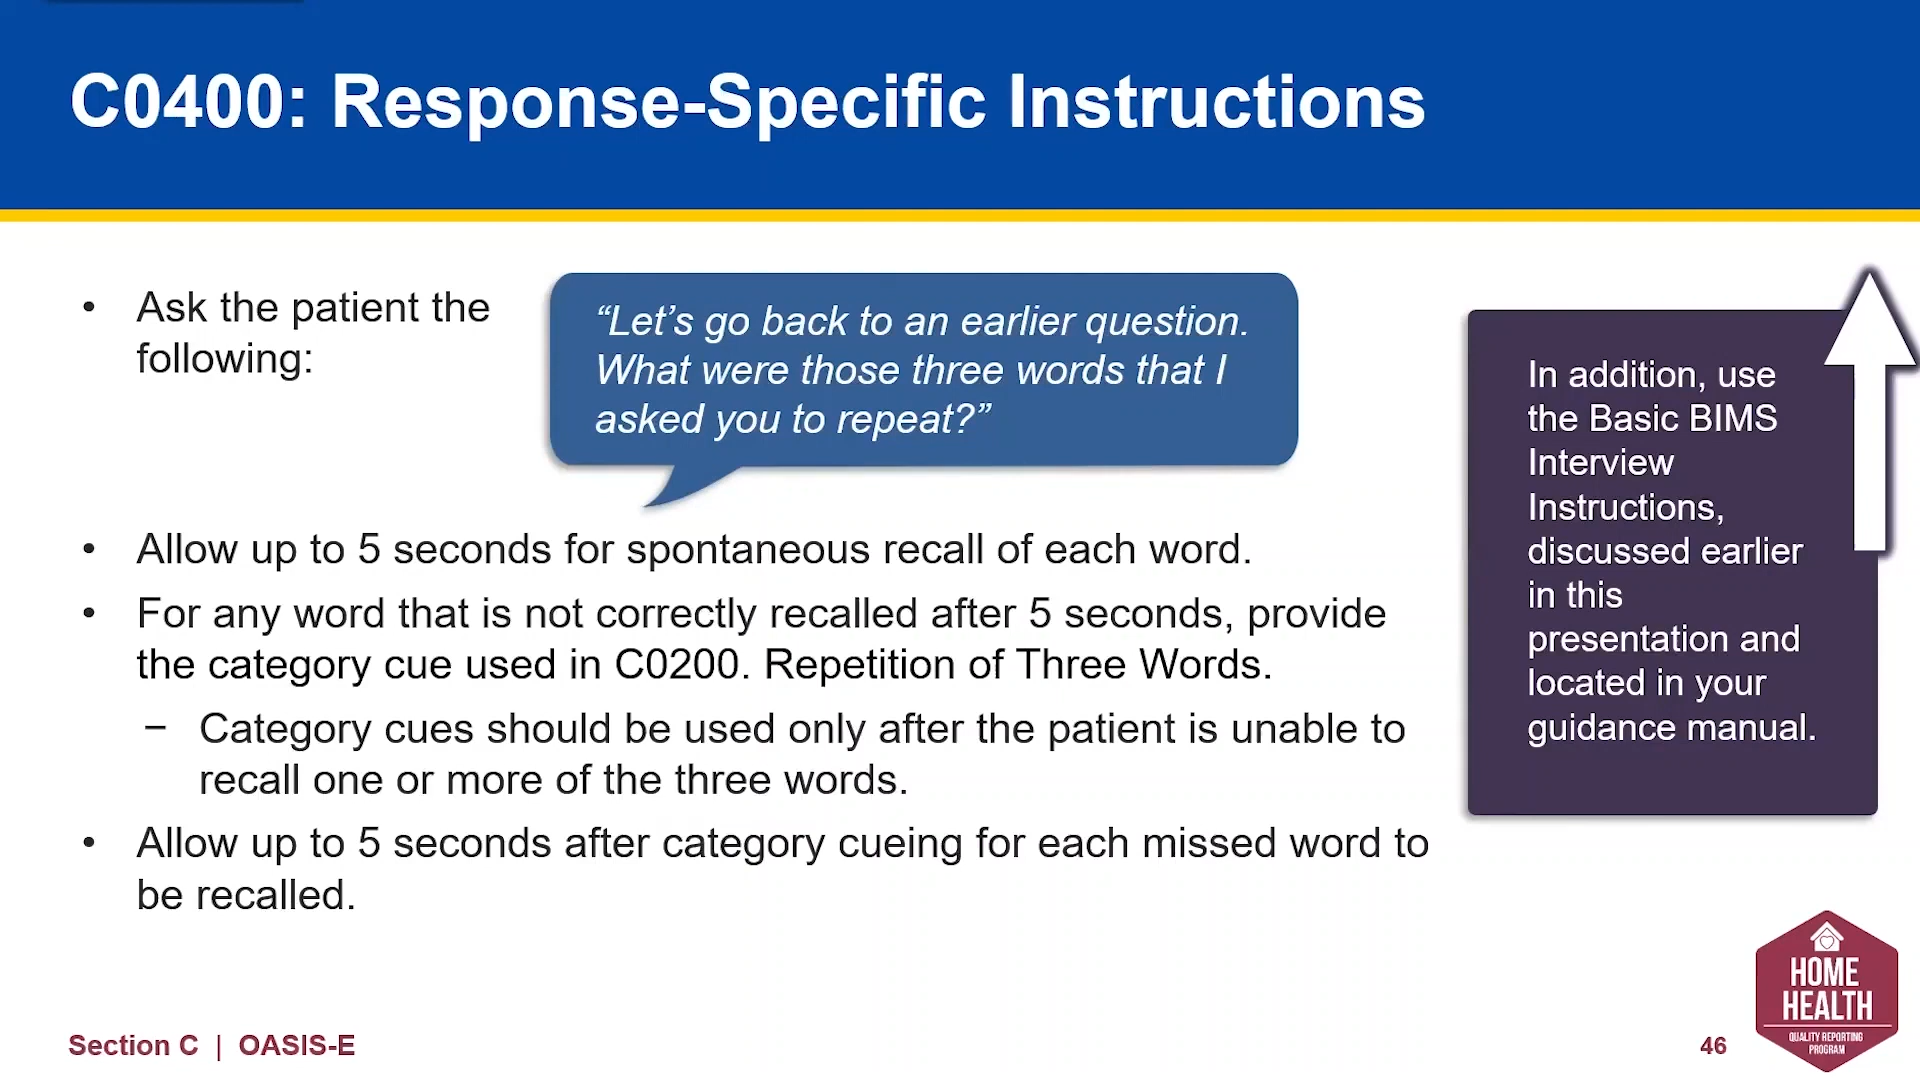 C0400: Response-Specific Instructions
• Ask the patient the
following:
“Let’s go back to an earlier question.
What were those three words that I
asked you to repeat?”
• Allow up to 5 seconds for spontaneous recall of each word.
• For any word that is not correctly recalled after 5 seconds, provide
the category cue used in C0200. Repetition of Three Words.
− Category cues should be used only after the patient is unable to
recall one or more of the three words.
• Allow up to 5 seconds after category cueing for each missed word to
be recalled.
In addition, use
the Basic BIMS
Interview
Instructions,
discussed earlier
in this
presentation and
located in your
guidance manual.
Section C | OASIS-E
46
HOME
HEALTH
QUALITY REPORTING
PROGRAM